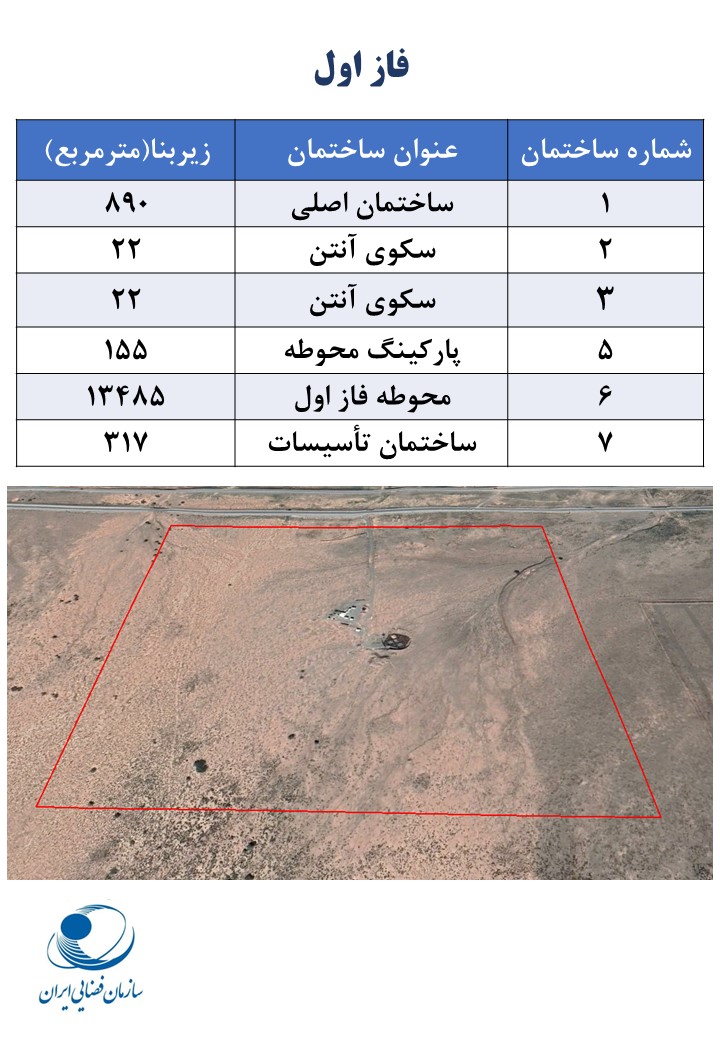 فاز اول
شماره ساختمان عنوان ساختمان زیربنا(مترمربع)
۱ ساختمان اصلی ۸۹۰
۲ سکوی آنتن ۲۲
۳ سکوی آنتن ۲۲
۵ پارکینگ محوطه ۱۵۵
۶ محوطه فاز اول ۱۳۴۸۵
۷ ساختمان تأسیسات ۳۱۷
سازمان فضایی ایران